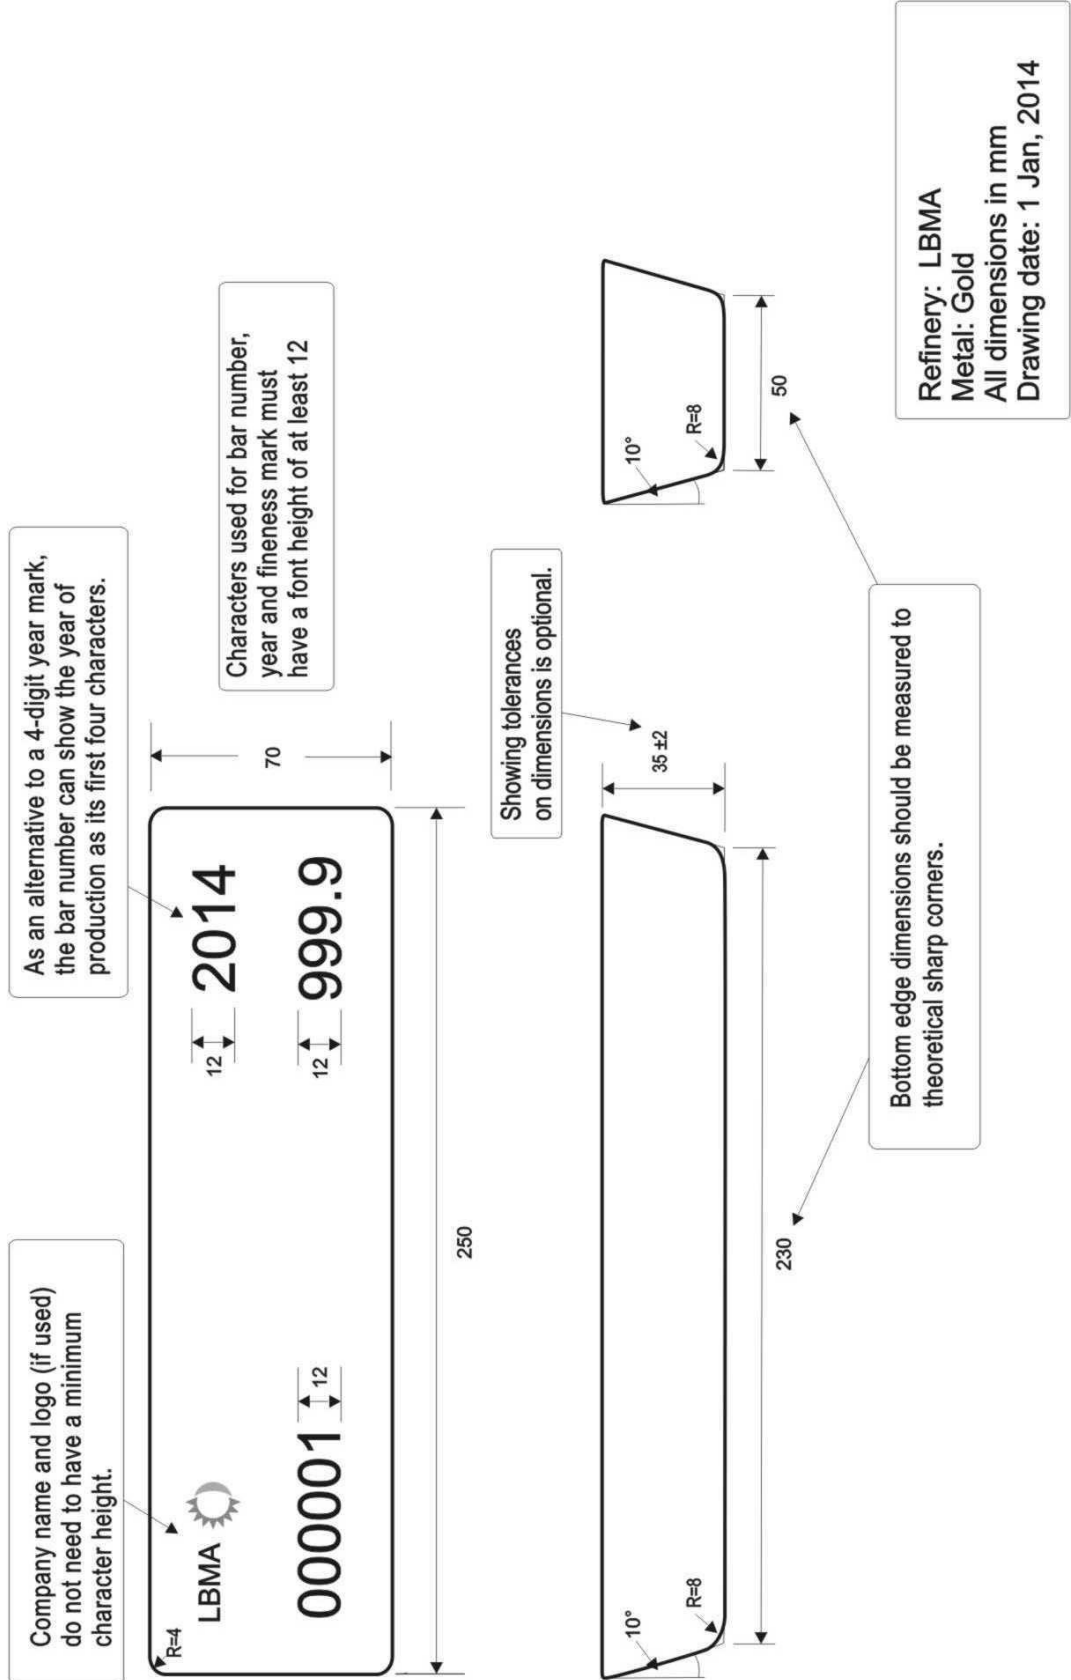 Company name and logo (if used)
do not need to have a minimum
character height.
As an alternative to a 4-digit year mark,
the bar number can show the year of
production as its first four characters.
R=4
LBMA
12
2014
70
000001
12
12
999.9
250
Characters used for bar number,
year and fineness mark must
have a font height of at least 12
Showing tolerances
on dimensions is optional.
35 ±2
10°
R=8
230
10°
R=8
50
Bottom edge dimensions should be measured to
theoretical sharp corners.
Refinery: LBMA
Metal: Gold
All dimensions in mm
Drawing date: 1 Jan, 2014